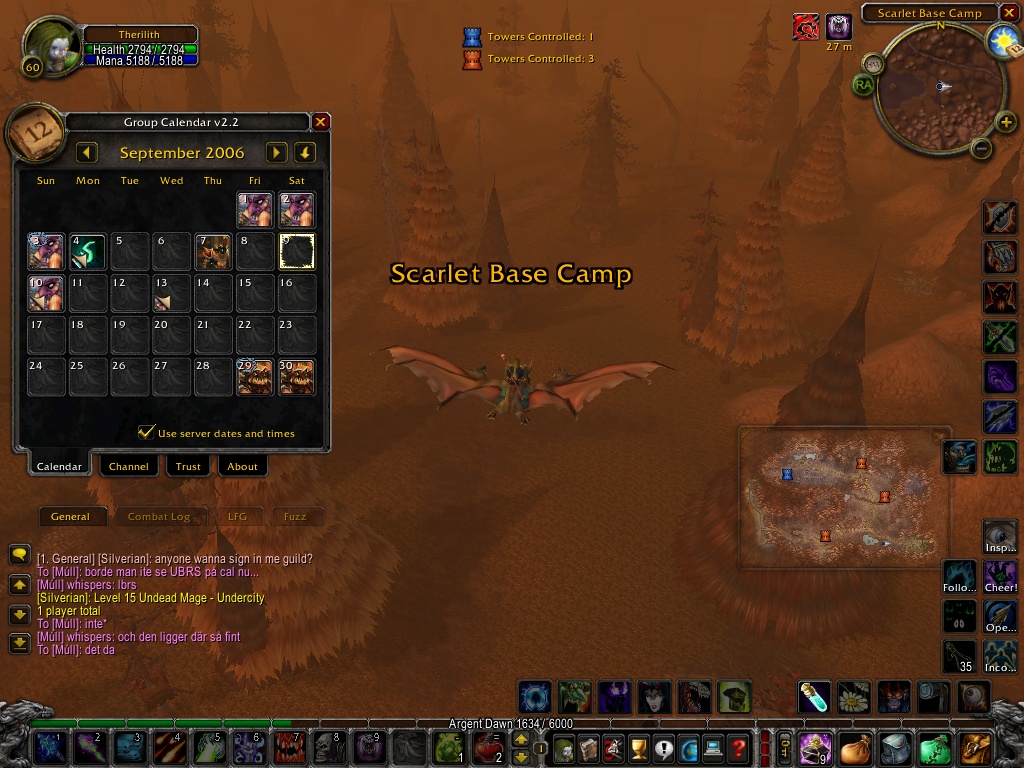 Therilith
Health 2794 / 2794
Mana 5188 / 5188
60
Towers Controlled: 1
Towers Controlled: 3
27 m
Scarlet Base Camp
N
RA
12
Group Calendar v2.2
September 2006
Sun Mon Tue Wed Thu Fri Sat
1 2
3 4 5 6 7 8 9
10 11 12 13 14 15 16
17 18 19 20 21 22 23
24 25 26 27 28 29 30
Use server dates and times
Calendar Channel Trust About
Scarlet Base Camp
General Combat Log LFG Fuzz
[1. General] [Silverian]: anyone wanna sign in me guild?
To [Múll]: borde man ite se UBRS på cal nu...
[Múll] whispers: lbrs
[Silverian]: Level 15 Undead Mage - Undercity
1 player total
To [Múll]: inte*
[Múll] whispers: och den ligger där så fint
To [Múll]: det da
Insp...
Follo... Cheer!
Ope...
35 Inco...
Argent Dawn 1634 / 6000
1 2 3 4 5 6 7 8 9 = 
1 2 1 9